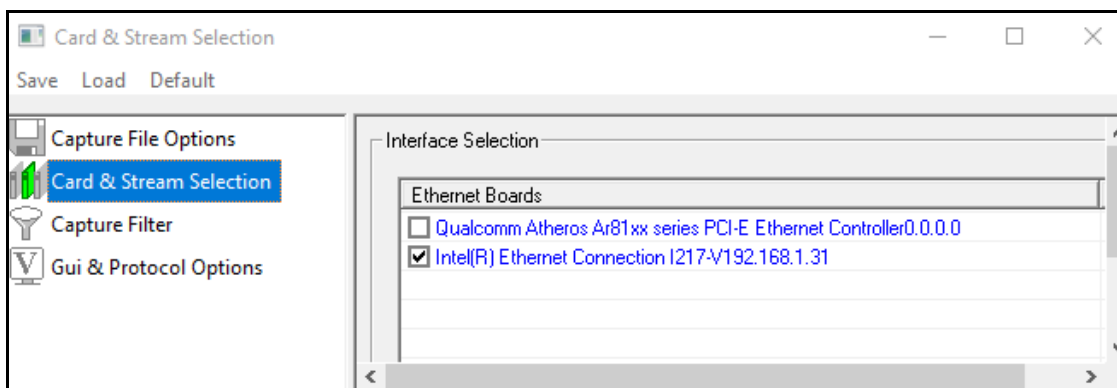 Card & Stream Selection
Save Load Default
Capture File Options
Card & Stream Selection
Capture Filter
Gui & Protocol Options
Interface Selection
Ethernet Boards
Qualcomm Atheros Ar81xx series PCI-E Ethernet Controller0.0.0.0
Intel(R) Ethernet Connection I217-V192.168.1.31